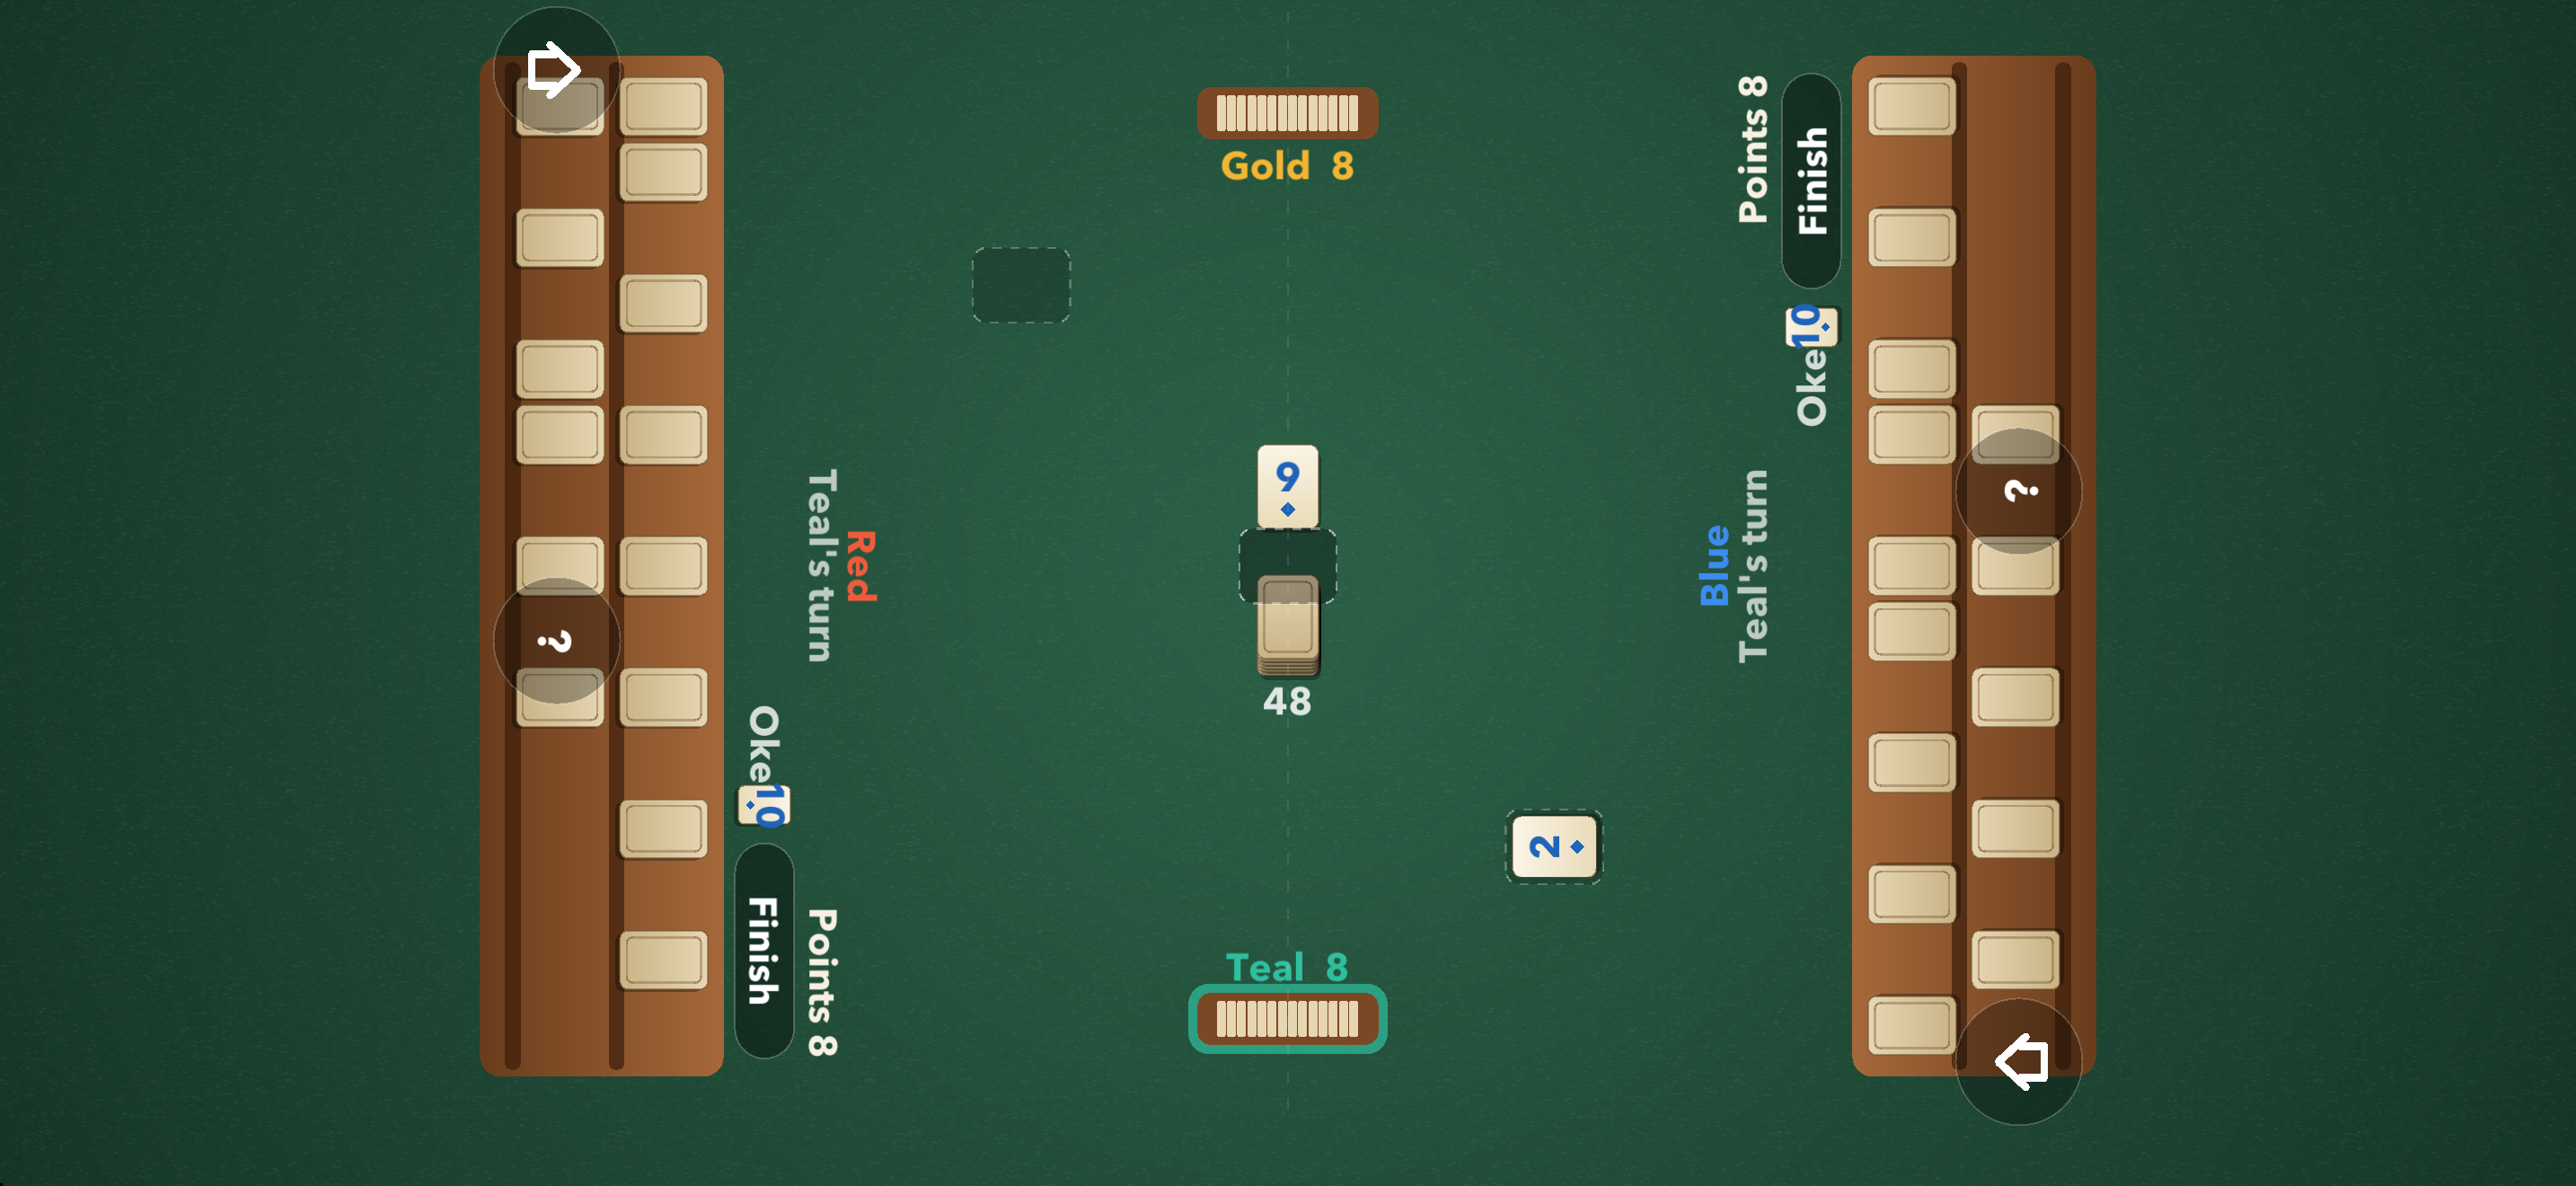 Gold 8
Points 8
Finish
10
Oke
Blue
Teal's turn
?
9
48
2
Teal 8
Red
Teal's turn
Oke
10
Finish
Points 8
?